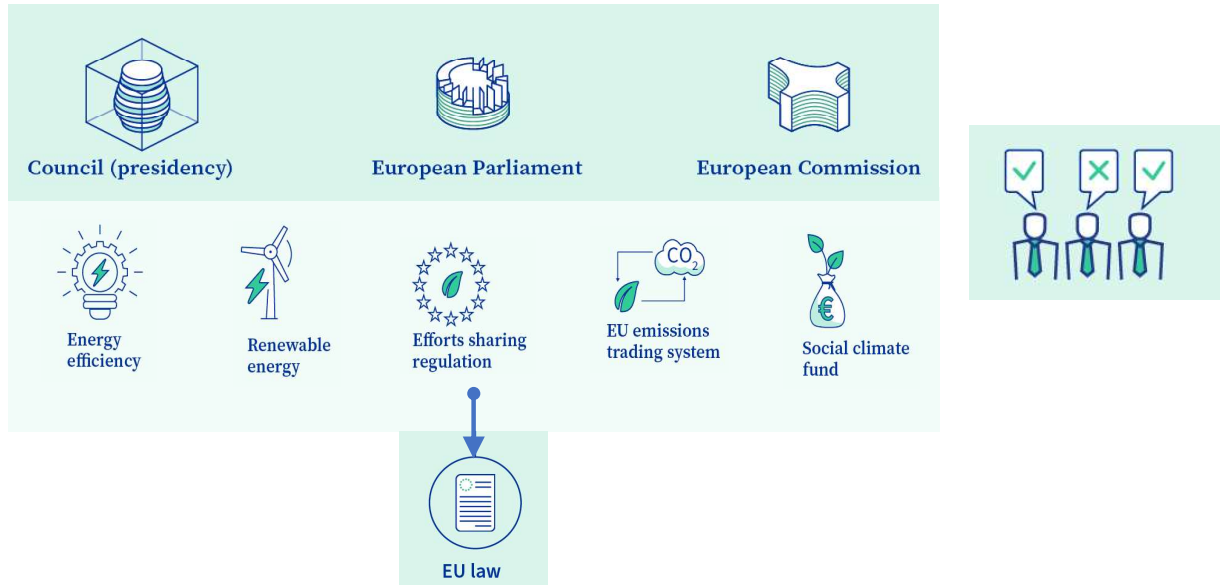 Council (presidency)
European Parliament
European Commission
CO2
€
Energy
efficiency
Renewable
energy
Efforts sharing
regulation
EU emissions
trading system
Social climate
fund
EU law